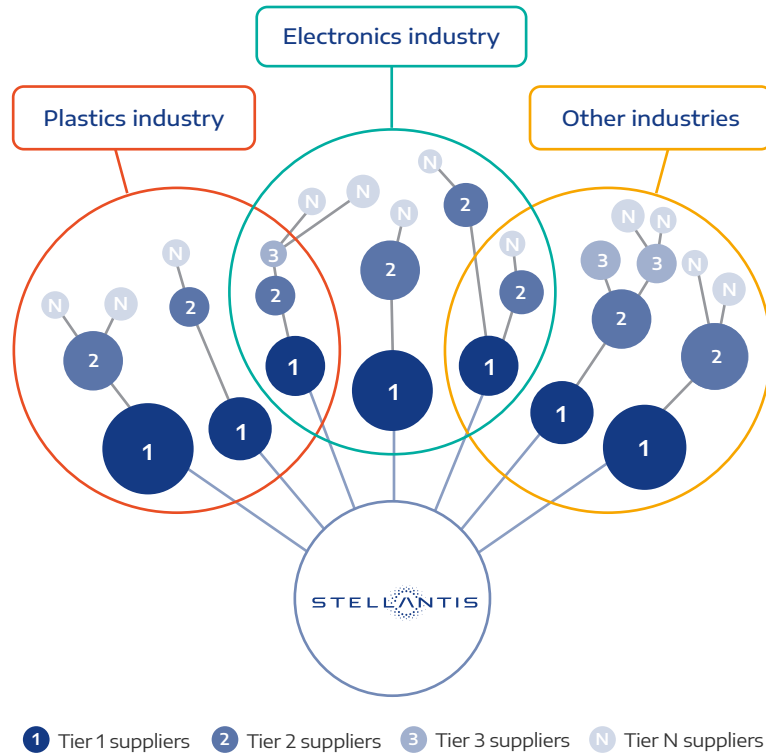 Electronics industry
Plastics industry
Other industries
N
N
N
N
2
N
N
N
N
3
3
3
N
2
2
2
N
N
N
2
2
2
2
2
1
1
1
1
1
1
1
STELLANTIS
1 Tier 1 suppliers
2 Tier 2 suppliers
3 Tier 3 suppliers
N Tier N suppliers